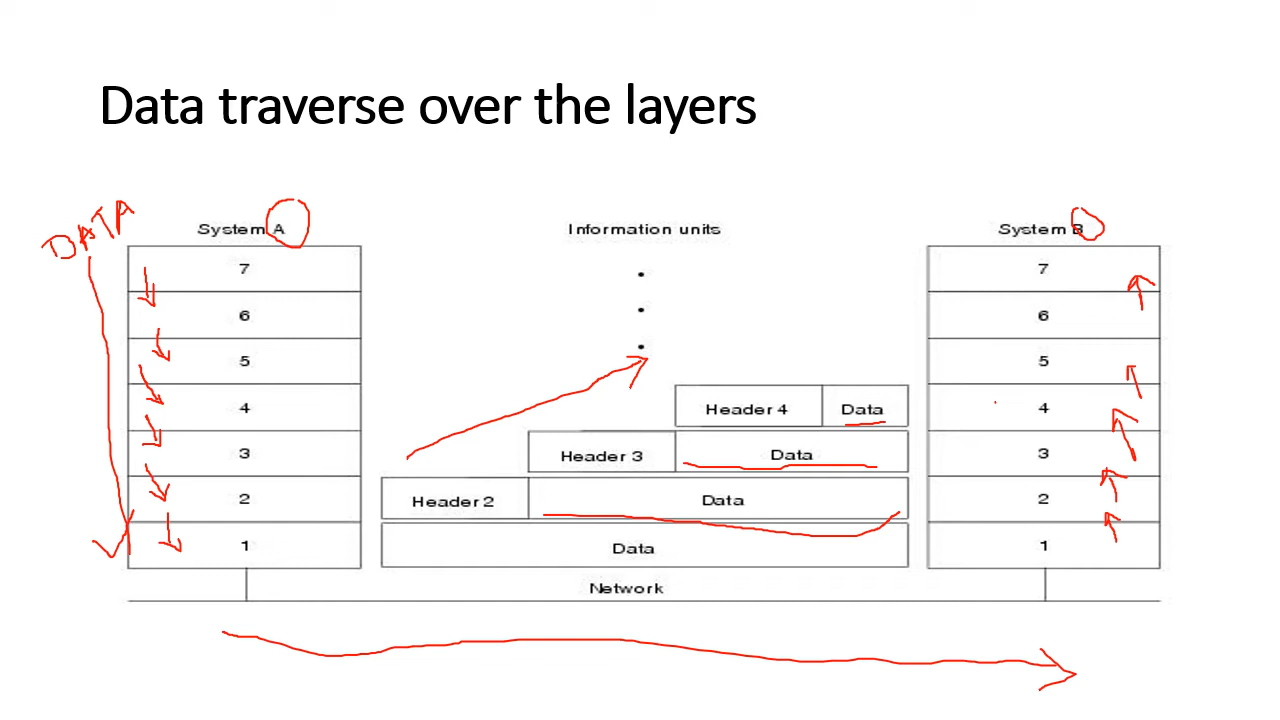 Data traverse over the layers
DATA
System A
Information units
System B
7
7
6
6
5
5
4
Header 4
Data
4
3
Header 3
Data
3
2
Header 2
Data
2
1
Data
1
Network